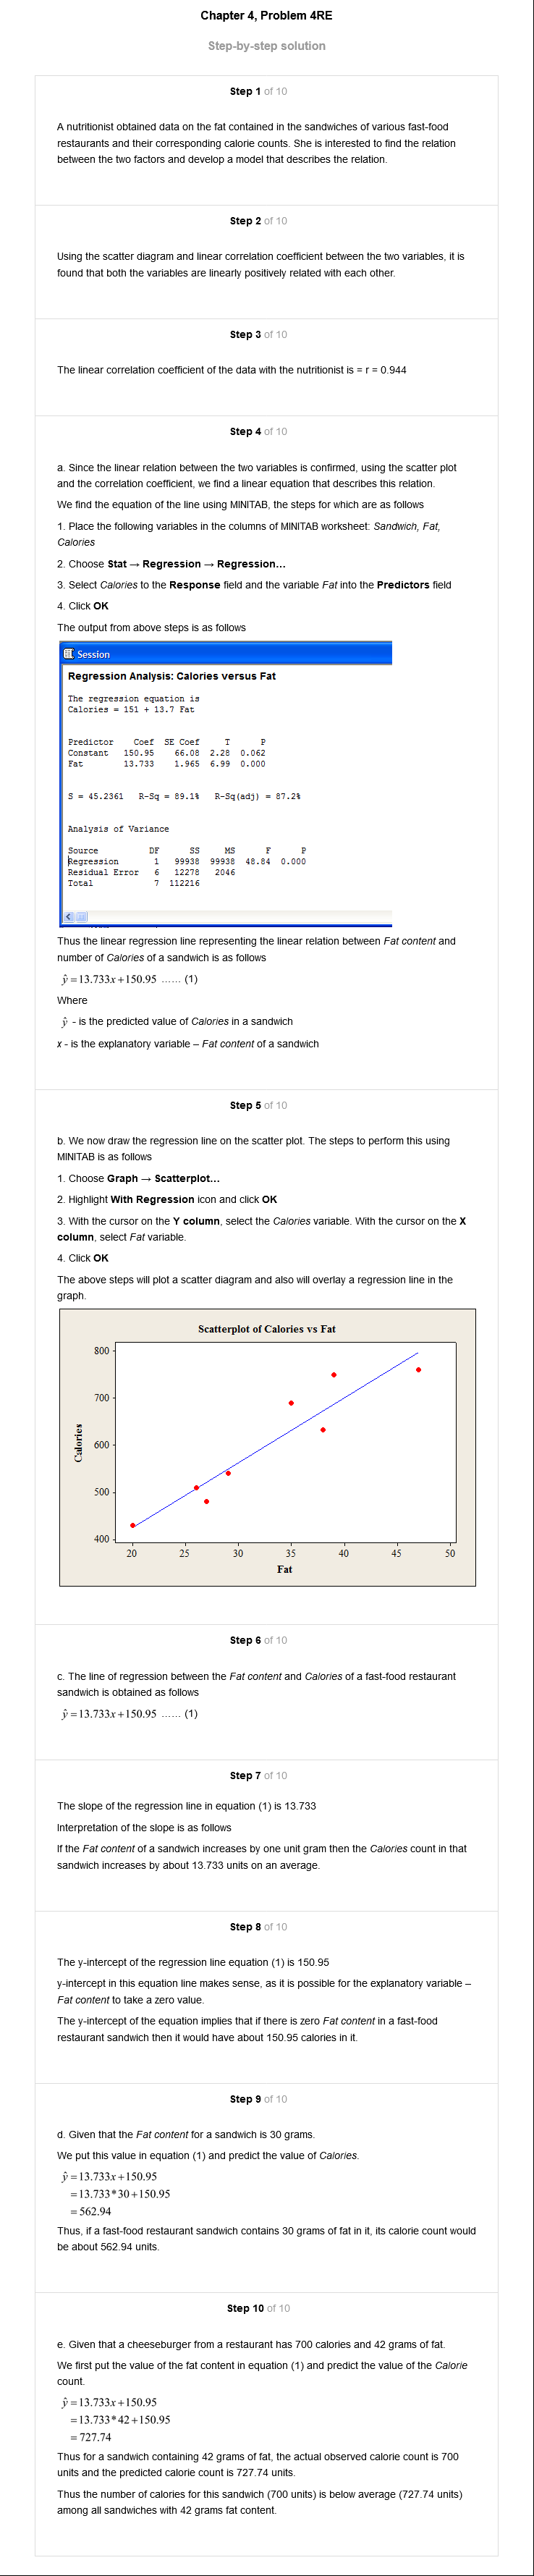 Chapter 4, Problem 4RE
Step-by-step solution
Step 1 of 10
A nutritionist obtained data on the fat contained in the sandwiches of various fast-food
restaurants and their corresponding calorie counts. She is interested to find the relation
between the two factors and develop a model that describes the relation.
Step 2 of 10
Using the scatter diagram and linear correlation coefficient between the two variables, it is
found that both the variables are linearly positively related with each other.
Step 3 of 10
The linear correlation coefficient of the data with the nutritionist is = r = 0.944
Step 4 of 10
a. Since the linear relation between the two variables is confirmed, using the scatter plot
and the correlation coefficient, we find a linear equation that describes this relation.
We find the equation of the line using MINITAB, the steps for which are as follows
1. Place the following variables in the columns of MINITAB worksheet: Sandwich, Fat,
Calories
2. Choose Stat → Regression → Regression...
3. Select Calories to the Response field and the variable Fat into the Predictors field
4. Click OK
The output from above steps is as follows
Session
Regression Analysis: Calories versus Fat
The regression equation is
Calories = 151 + 13.7 Fat
Predictor Coef SE Coef T P
Constant 150.95 66.08 2.28 0.062
Fat 13.733 1.965 6.99 0.000
S = 45.2361 R-Sq = 89.1% R-Sq(adj) = 87.2%
Analysis of Variance
Source DF SS MS F P
Regression 1 99938 99938 48.84 0.000
Residual Error 6 12278 2046
Total 7 112216
Thus the linear regression line representing the linear relation between Fat content and
number of Calories of a sandwich is as follows
ŷ = 13.733x + 150.95 ...... (1)
Where
ŷ - is the predicted value of Calories in a sandwich
x - is the explanatory variable – Fat content of a sandwich
Step 5 of 10
b. We now draw the regression line on the scatter plot. The steps to perform this using
MINITAB is as follows
1. Choose Graph → Scatterplot...
2. Highlight With Regression icon and click OK
3. With the cursor on the Y column, select the Calories variable. With the cursor on the X
column, select Fat variable.
4. Click OK
The above steps will plot a scatter diagram and also will overlay a regression line in the
graph.
Scatterplot of Calories vs Fat
800
700
600
500
400
Calories
20 25 30 35 40 45 50
Fat
Step 6 of 10
c. The line of regression between the Fat content and Calories of a fast-food restaurant
sandwich is obtained as follows
ŷ = 13.733x + 150.95 ...... (1)
Step 7 of 10
The slope of the regression line in equation (1) is 13.733
Interpretation of the slope is as follows
If the Fat content of a sandwich increases by one unit gram then the Calories count in that
sandwich increases by about 13.733 units on an average.
Step 8 of 10
The y-intercept of the regression line equation (1) is 150.95
y-intercept in this equation line makes sense, as it is possible for the explanatory variable –
Fat content to take a zero value.
The y-intercept of the equation implies that if there is zero Fat content in a fast-food
restaurant sandwich then it would have about 150.95 calories in it.
Step 9 of 10
d. Given that the Fat content for a sandwich is 30 grams.
We put this value in equation (1) and predict the value of Calories.
ŷ = 13.733x + 150.95
= 13.733*30 + 150.95
= 562.94
Thus, if a fast-food restaurant sandwich contains 30 grams of fat in it, its calorie count would
be about 562.94 units.
Step 10 of 10
e. Given that a cheeseburger from a restaurant has 700 calories and 42 grams of fat.
We first put the value of the fat content in equation (1) and predict the value of the Calorie
count.
ŷ = 13.733x + 150.95
= 13.733*42 + 150.95
= 727.74
Thus for a sandwich containing 42 grams of fat, the actual observed calorie count is 700
units and the predicted calorie count is 727.74 units.
Thus the number of calories for this sandwich (700 units) is below average (727.74 units)
among all sandwiches with 42 grams fat content.